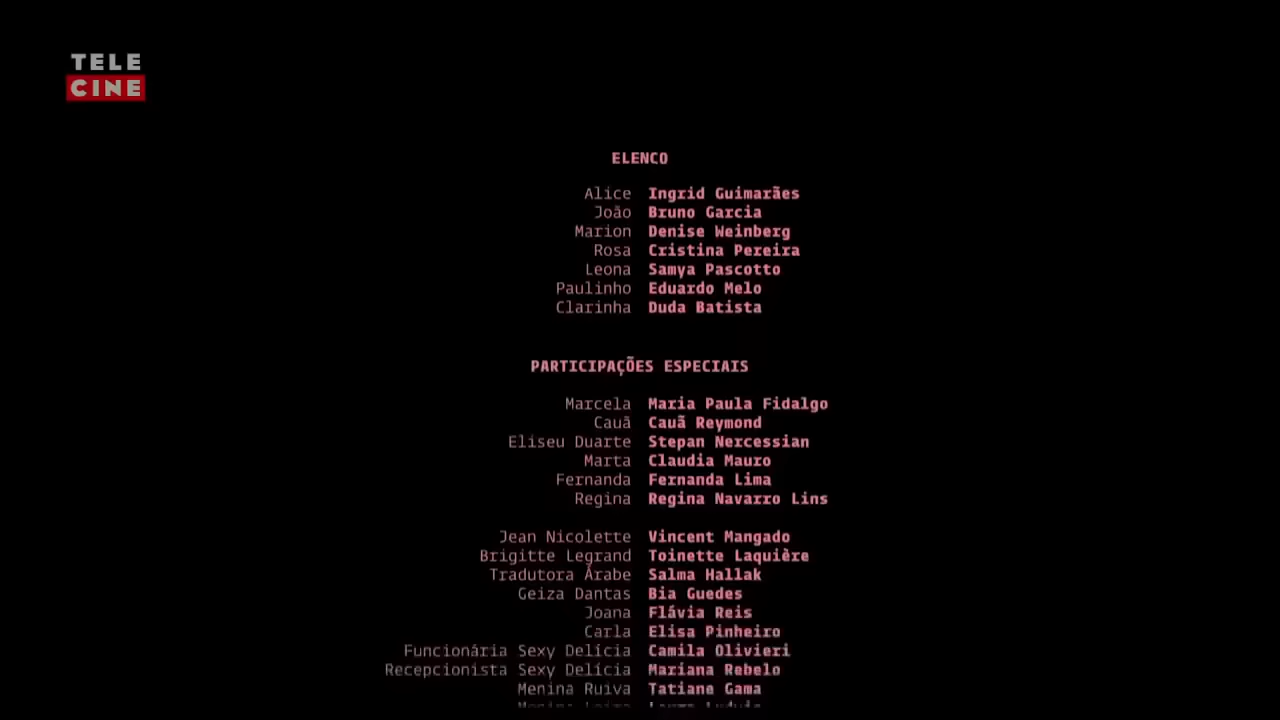 TELE
CINE
ELENCO
Alice Ingrid Guimarães
João Bruno Garcia
Marion Denise Weinberg
Rosa Cristina Pereira
Leona Samya Pascotto
Paulinho Eduardo Melo
Clarinha Duda Batista
PARTICIPAÇÕES ESPECIAIS
Marcela Maria Paula Fidalgo
Cauã Cauã Reymond
Eliseu Duarte Stepan Nercessian
Marta Claudia Mauro
Fernanda Fernanda Lima
Regina Regina Navarro Lins
Jean Nicolette Vincent Mangado
Brigitte Legrand Toinette Laquière
Tradutora Árabe Salma Hallak
Geiza Dantas Bia Guedes
Joana Flávia Reis
Carla Elisa Pinheiro
Funcionária Sexy Delícia Camila Olivieri
Recepcionista Sexy Delícia Mariana Rebelo
Menina Ruiva Tatiane Gama